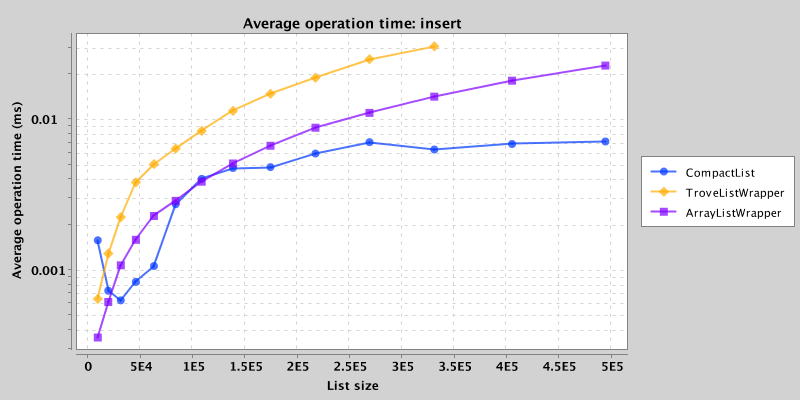 Average operation time: insert
Average operation time (ms)
0.01
0.001
0 5E4 1E5 1.5E5 2E5 2.5E5 3E5 3.5E5 4E5 4.5E5 5E5
List size
CompactList
TroveListWrapper
ArrayListWrapper